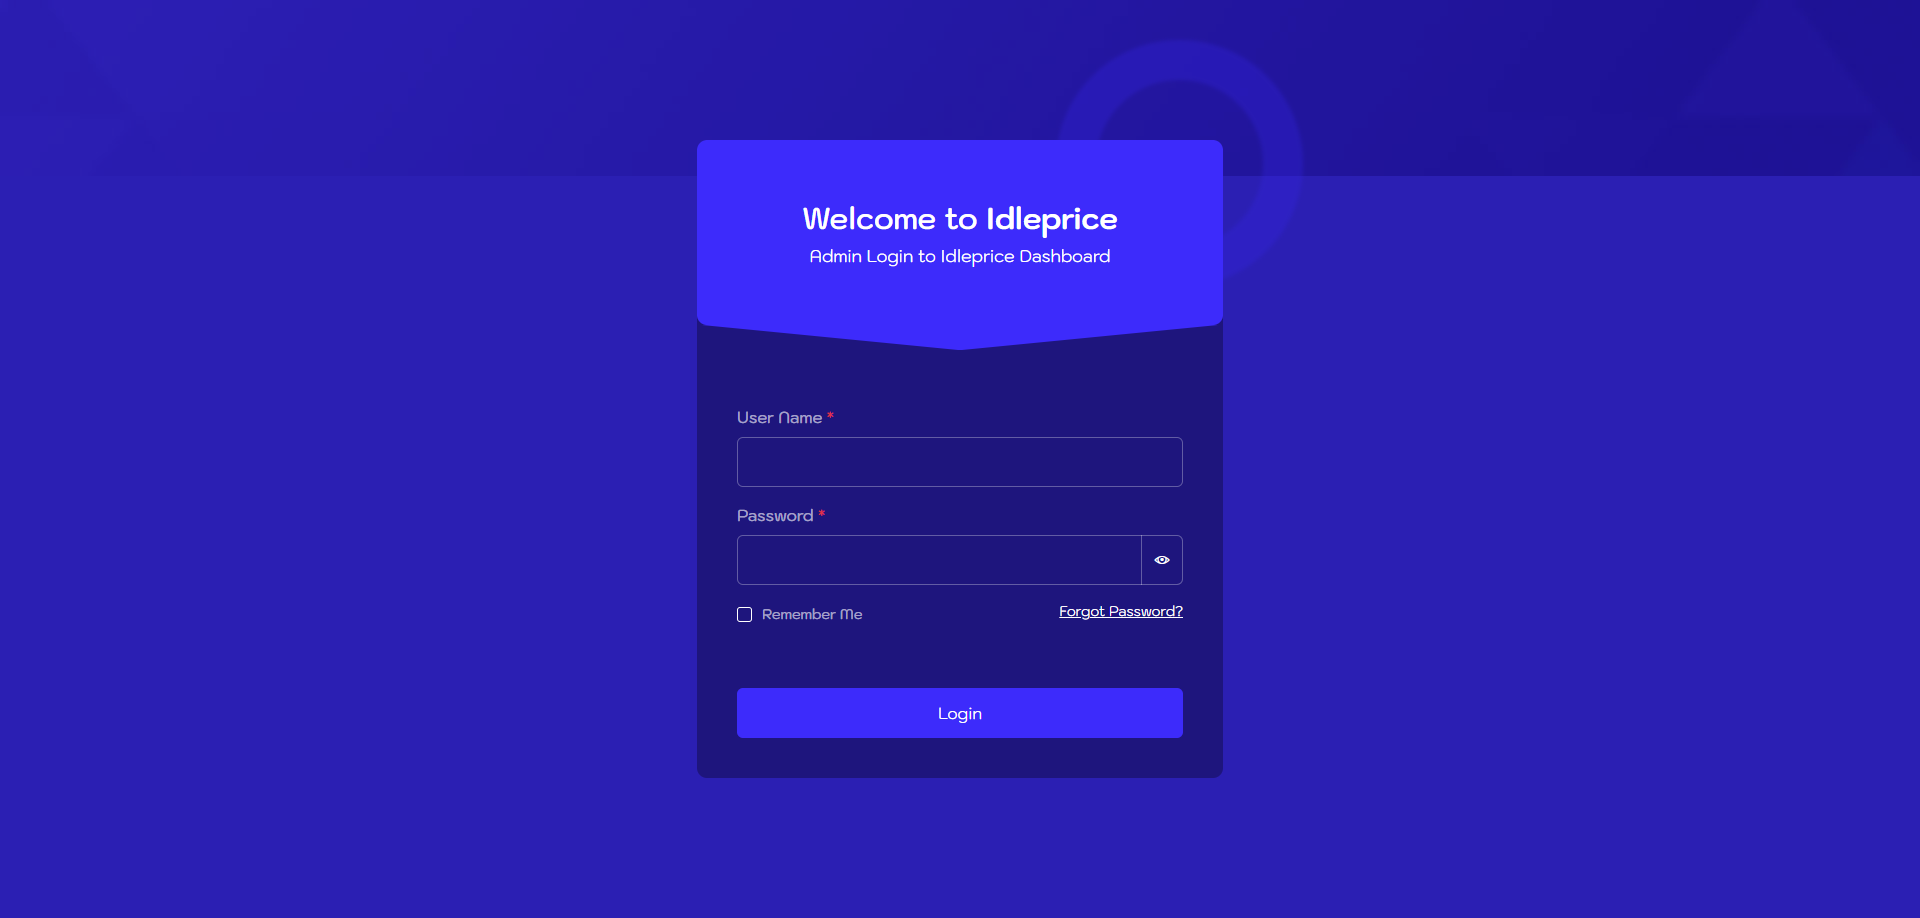 Welcome to Idleprice
Admin Login to Idleprice Dashboard
User Name *
Password *
Remember Me
Forgot Password?
Login